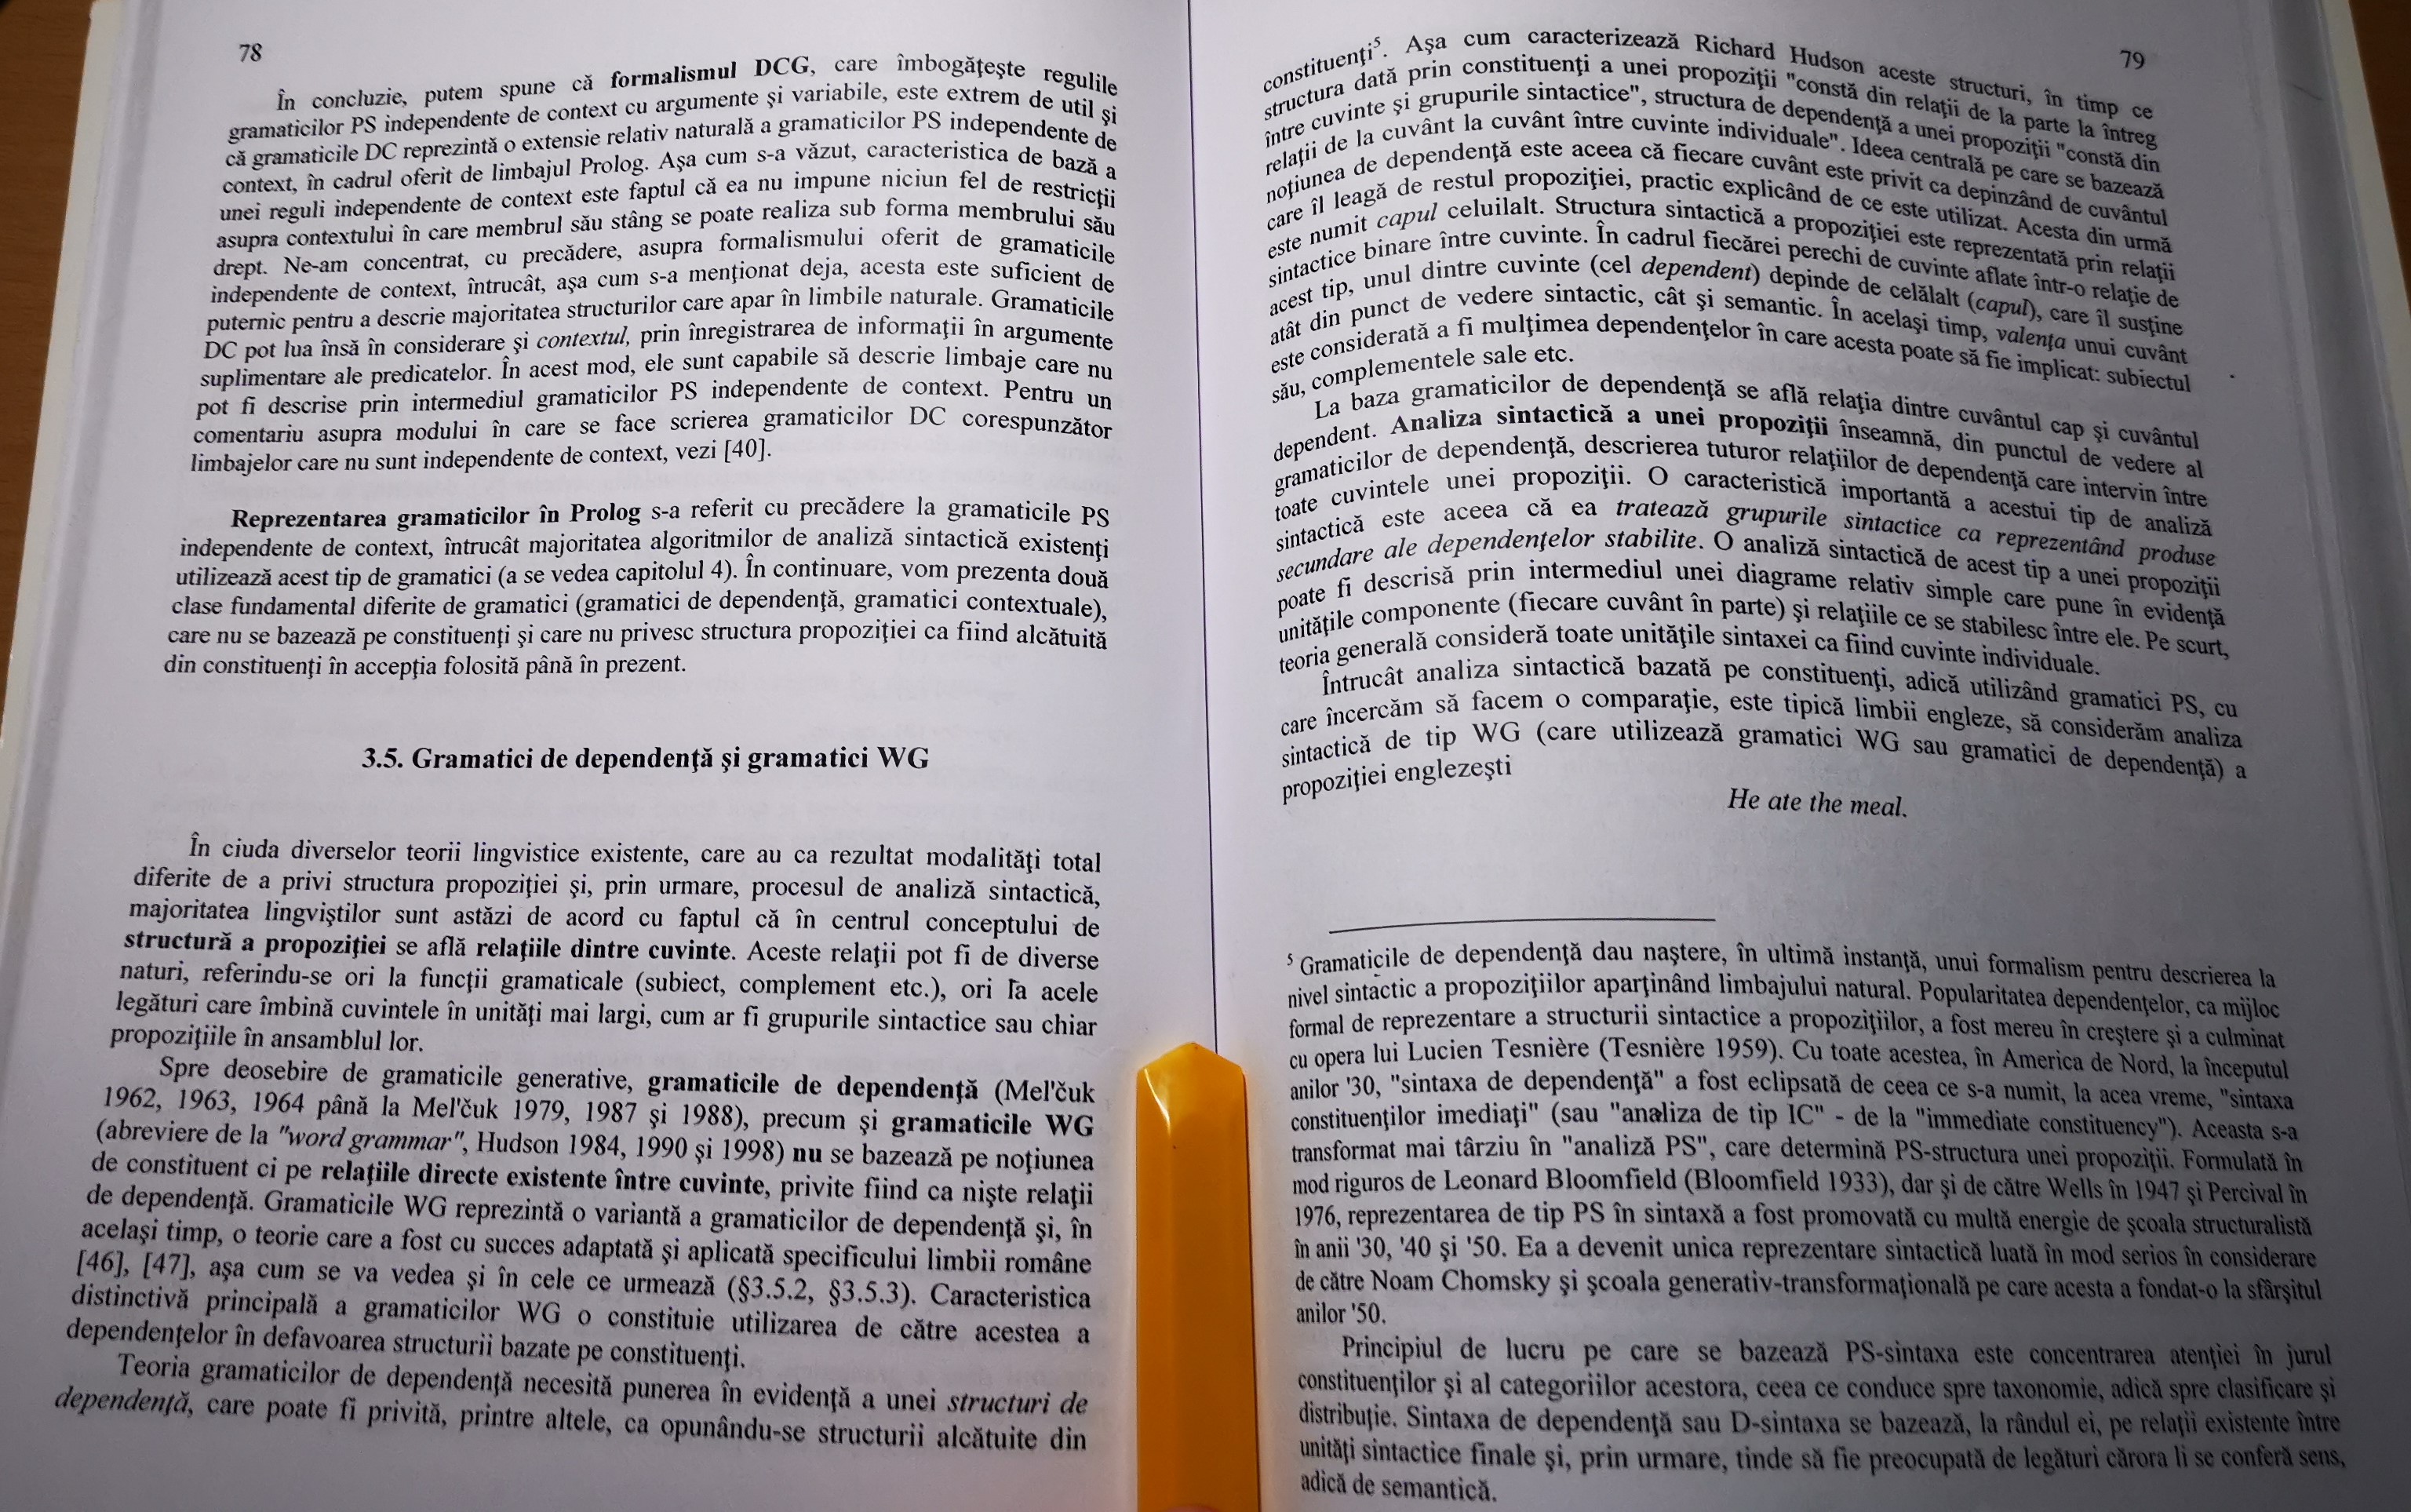 78
În concluzie, putem spune că formalismul DCG, care îmbogăţeşte regulile
gramaticilor PS independente de context cu argumente şi variabile, este extrem de util şi
că gramaticile DC reprezintă o extensie relativ naturală a gramaticilor PS independente de
context, în cadrul oferit de limbajul Prolog. Aşa cum s-a văzut, caracteristica de bază a
unei reguli independente de context este faptul că ea nu impune niciun fel de restricţii
asupra contextului în care membrul său stâng se poate realiza sub forma membrului său
drept. Ne-am concentrat, cu precădere, asupra formalismului oferit de gramaticile
independente de context, întrucât, aşa cum s-a menţionat deja, acesta este suficient de
puternic pentru a descrie majoritatea structurilor care apar în limbile naturale. Gramaticile
DC pot lua însă în considerare şi contextul, prin înregistrarea de informaţii în argumente
suplimentare ale predicatelor. În acest mod, ele sunt capabile să descrie limbaje care nu
pot fi descrise prin intermediul gramaticilor PS independente de context. Pentru un
comentariu asupra modului în care se face scrierea gramaticilor DC corespunzător
limbajelor care nu sunt independente de context, vezi [40].
Reprezentarea gramaticilor în Prolog s-a referit cu precădere la gramaticile PS
independente de context, întrucât majoritatea algoritmilor de analiză sintactică existenţi
utilizează acest tip de gramatici (a se vedea capitolul 4). În continuare, vom prezenta două
clase fundamental diferite de gramatici (gramatici de dependenţă, gramatici contextuale),
care nu se bazează pe constituenţi şi care nu privesc structura propoziţiei ca fiind alcătuită
din constituenţi în accepţia folosită până în prezent.
3.5. Gramatici de dependenţă şi gramatici WG
În ciuda diverselor teorii lingvistice existente, care au ca rezultat modalităţi total
diferite de a privi structura propoziţiei şi, prin urmare, procesul de analiză sintactică,
majoritatea lingviştilor sunt astăzi de acord cu faptul că în centrul conceptului de
structură a propoziţiei se află relaţiile dintre cuvinte. Aceste relaţii pot fi de diverse
naturi, referindu-se ori la funcţii gramaticale (subiect, complement etc.), ori la acele
legături care îmbină cuvintele în unităţi mai largi, cum ar fi grupurile sintactice sau chiar
propoziţiile în ansamblul lor.
Spre deosebire de gramaticile generative, gramaticile de dependenţă (Mel'čuk
1962, 1963, 1964 până la Mel'čuk 1979, 1987 şi 1988), precum şi gramaticile WG
(abreviere de la "word grammar", Hudson 1984, 1990 şi 1998) nu se bazează pe noţiunea
de constituent ci pe relaţiile directe existente între cuvinte, privite fiind ca nişte relaţii
de dependenţă. Gramaticile WG reprezintă o variantă a gramaticilor de dependenţă şi, în
acelaşi timp, o teorie care a fost cu succes adaptată şi aplicată specificului limbii române
[46], [47], aşa cum se va vedea şi în cele ce urmează (§3.5.2, §3.5.3). Caracteristica
distinctivă principală a gramaticilor WG o constituie utilizarea de către acestea a
dependenţelor în defavoarea structurii bazate pe constituenţi.
Teoria gramaticilor de dependenţă necesită punerea în evidenţă a unei structuri de
dependenţă, care poate fi privită, printre altele, ca opunându-se structurii alcătuite din
79
constituenţi⁵. Aşa cum caracterizează Richard Hudson aceste structuri, în timp ce
structura dată prin constituenţi a unei propoziţii "constă din relaţii de la parte la întreg
între cuvinte şi grupurile sintactice", structura de dependenţă a unei propoziţii "constă din
relaţii de la cuvânt la cuvânt între cuvinte individuale". Ideea centrală pe care se bazează
noţiunea de dependenţă este aceea că fiecare cuvânt este privit ca depinzând de cuvântul
care îl leagă de restul propoziţiei, practic explicând de ce este utilizat. Acesta din urmă
este numit capul celuilalt. Structura sintactică a propoziţiei este reprezentată prin relaţii
sintactice binare între cuvinte. În cadrul fiecărei perechi de cuvinte aflate într-o relaţie de
acest tip, unul dintre cuvinte (cel dependent) depinde de celălalt (capul), care îl susţine
atât din punct de vedere sintactic, cât şi semantic. În acelaşi timp, valenţa unui cuvânt
este considerată a fi mulţimea dependenţelor în care acesta poate să fie implicat: subiectul
său, complementele sale etc.
La baza gramaticilor de dependenţă se află relaţia dintre cuvântul cap şi cuvântul
dependent. Analiza sintactică a unei propoziţii înseamnă, din punctul de vedere al
gramaticilor de dependenţă, descrierea tuturor relaţiilor de dependenţă care intervin între
toate cuvintele unei propoziţii. O caracteristică importantă a acestui tip de analiză
sintactică este aceea că ea tratează grupurile sintactice ca reprezentând produse
secundare ale dependenţelor stabilite. O analiză sintactică de acest tip a unei propoziţii
poate fi descrisă prin intermediul unei diagrame relativ simple care pune în evidenţă
unităţile componente (fiecare cuvânt în parte) şi relaţiile ce se stabilesc între ele. Pe scurt,
teoria generală consideră toate unităţile sintaxei ca fiind cuvinte individuale.
Întrucât analiza sintactică bazată pe constituenţi, adică utilizând gramatici PS, cu
care încercăm să facem o comparaţie, este tipică limbii engleze, să considerăm analiza
sintactică de tip WG (care utilizează gramatici WG sau gramatici de dependenţă) a
propoziţiei englezeşti
He ate the meal.
⁵ Gramaticile de dependenţă dau naştere, în ultimă instanţă, unui formalism pentru descrierea la
nivel sintactic a propoziţiilor aparţinând limbajului natural. Popularitatea dependenţelor, ca mijloc
formal de reprezentare a structurii sintactice a propoziţiilor, a fost mereu în creştere şi a culminat
cu opera lui Lucien Tesnière (Tesnière 1959). Cu toate acestea, în America de Nord, la începutul
anilor '30, "sintaxa de dependenţă" a fost eclipsată de ceea ce s-a numit, la acea vreme, "sintaxa
constituenţilor imediaţi" (sau "analiza de tip IC" - de la "immediate constituency"). Aceasta s-a
transformat mai târziu în "analiză PS", care determină PS-structura unei propoziţii. Formulată în
mod riguros de Leonard Bloomfield (Bloomfield 1933), dar şi de către Wells în 1947 şi Percival în
1976, reprezentarea de tip PS în sintaxă a fost promovată cu multă energie de şcoala structuralistă
în anii '30, '40 şi '50. Ea a devenit unica reprezentare sintactică luată în mod serios în considerare
de către Noam Chomsky şi şcoala generativ-transformaţională pe care acesta a fondat-o la sfârşitul
anilor '50.
Principiul de lucru pe care se bazează PS-sintaxa este concentrarea atenţiei în jurul
constituenţilor şi al categoriilor acestora, ceea ce conduce spre taxonomie, adică spre clasificare şi
distribuţie. Sintaxa de dependenţă sau D-sintaxa se bazează, la rândul ei, pe relaţii existente între
unităţi sintactice finale şi, prin urmare, tinde să fie preocupată de legături cărora li se conferă sens,
adică de semantică.